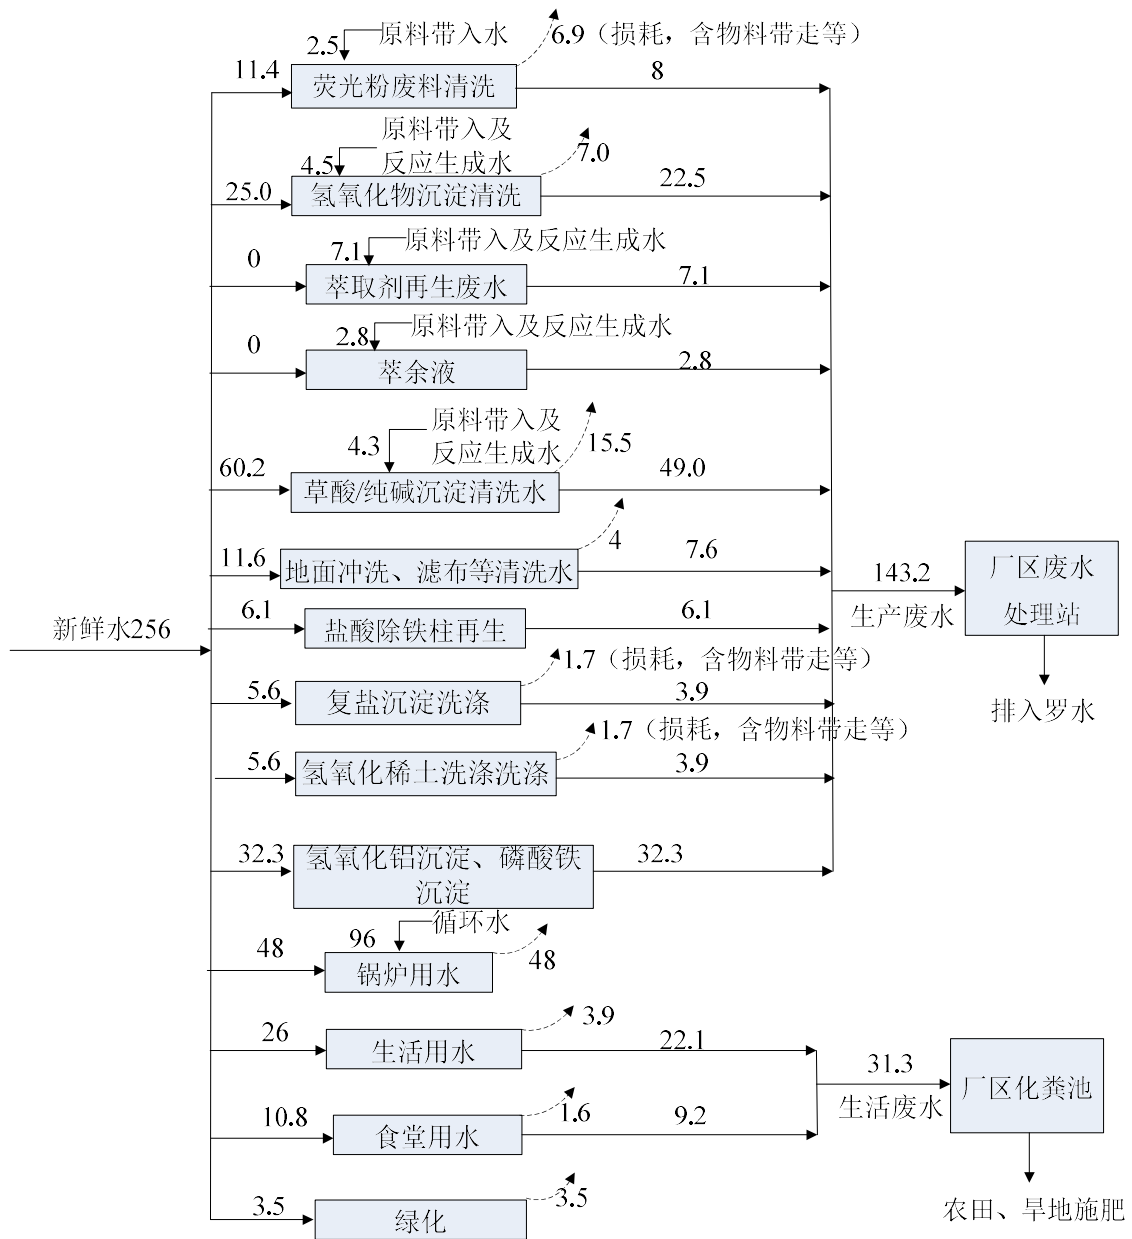 原料带入水
2.5
6.9（损耗，含物料带走等）
11.4
荧光粉废料清洗
8
原料带入及
反应生成水
4.5
7.0
25.0
氢氧化物沉淀清洗
22.5
原料带入及反应生成水
0
7.1
萃取剂再生废水
7.1
原料带入及反应生成水
0
2.8
萃余液
2.8
原料带入及
反应生成水
4.3
15.5
60.2
草酸/纯碱沉淀清洗水
49.0
11.6
地面冲洗、滤布等清洗水
4
7.6
143.2
生产废水
厂区废水
处理站
排入罗水
新鲜水256
6.1
盐酸除铁柱再生
6.1
1.7（损耗，含物料带走等）
5.6
复盐沉淀洗涤
3.9
1.7（损耗，含物料带走等）
5.6
氢氧化稀土洗涤洗涤
3.9
32.3
氢氧化铝沉淀、磷酸铁
沉淀
32.3
循环水
48
96
锅炉用水
48
26
生活用水
3.9
22.1
31.3
生活废水
厂区化粪池
农田、旱地施肥
10.8
食堂用水
1.6
9.2
3.5
绿化
3.5